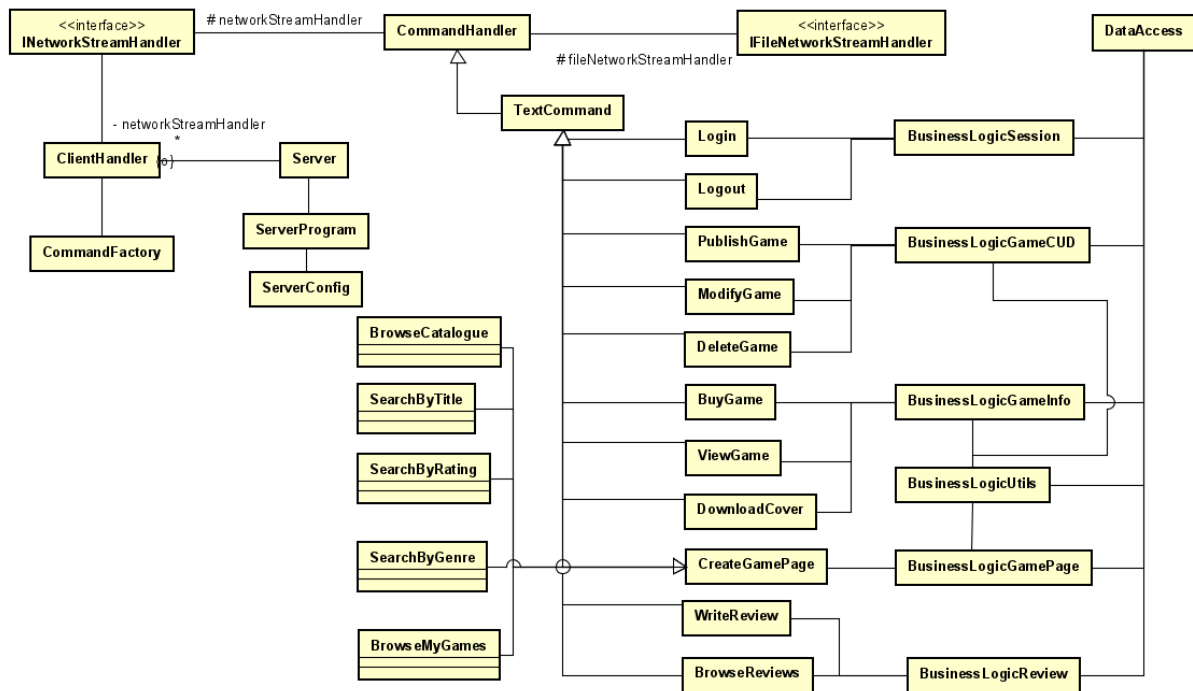 <<interface>>
INetworkStreamHandler
# networkStreamHandler
CommandHandler
<<interface>>
IFileNetworkStreamHandler
DataAccess
# fileNetworkStreamHandler
TextCommand
- networkStreamHandler
*
ClientHandler
{o}
Server
Login
BusinessLogicSession
Logout
CommandFactory
ServerProgram
PublishGame
BusinessLogicGameCUD
ServerConfig
ModifyGame
BrowseCatalogue
DeleteGame
SearchByTitle
BuyGame
BusinessLogicGameInfo
SearchByRating
ViewGame
BusinessLogicUtils
DownloadCover
SearchByGenre
CreateGamePage
BusinessLogicGamePage
WriteReview
BrowseMyGames
BrowseReviews
BusinessLogicReview